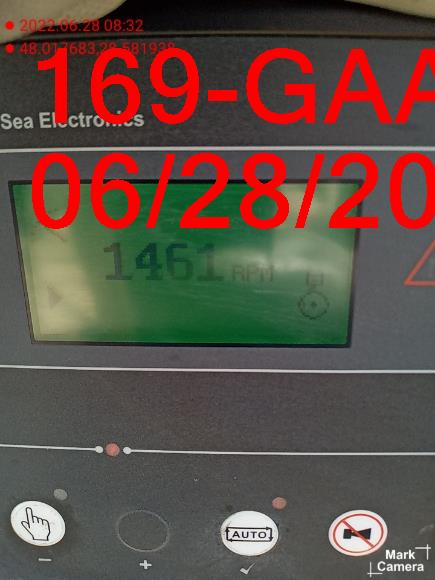 2022.06.28 08:32
48.017683,28.581938
169-GAA
Sea Electronics
06/28/20
1461 RPM
AUTO
-
+
✓
Mark
Camera